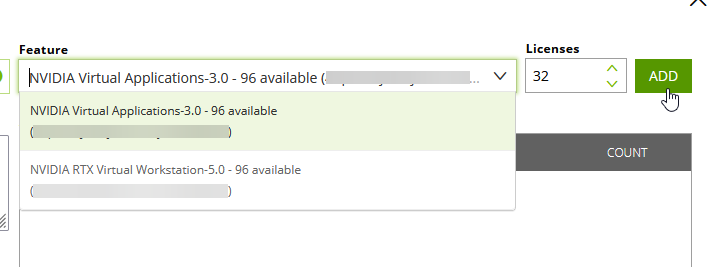 Feature
Licenses
NVIDIA Virtual Applications-3.0 - 96 available (
...
32
ADD
NVIDIA Virtual Applications-3.0 - 96 available
(
)
NVIDIA RTX Virtual Workstation-5.0 - 96 available
(
)
COUNT